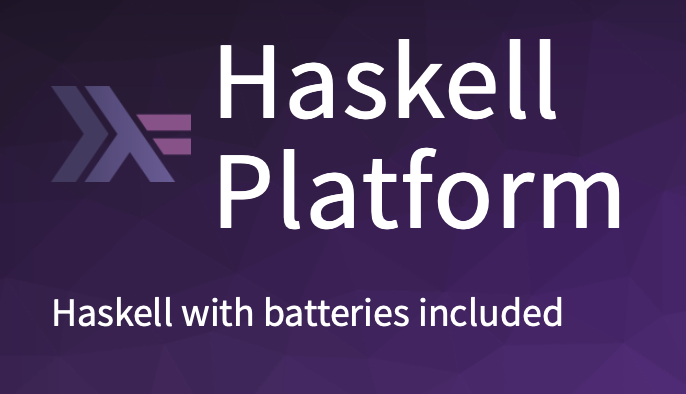 Haskell
Platform
Haskell with batteries included